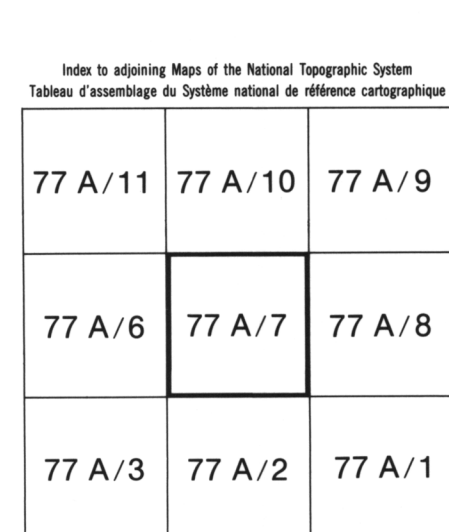 Index to adjoining Maps of the National Topographic System
Tableau d'assemblage du Système national de référence cartographique
77 A/11 77 A/10 77 A/9
77 A/6 77 A/7 77 A/8
77 A/3 77 A/2 77 A/1